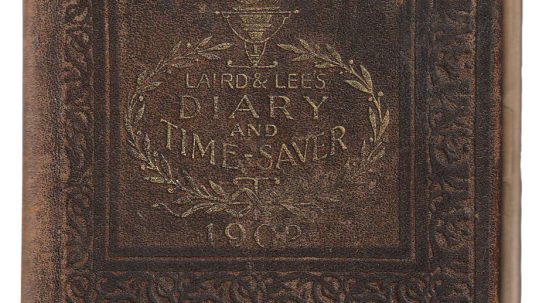 LAIRD & LEE'S
DIARY
AND
TIME-SAVER